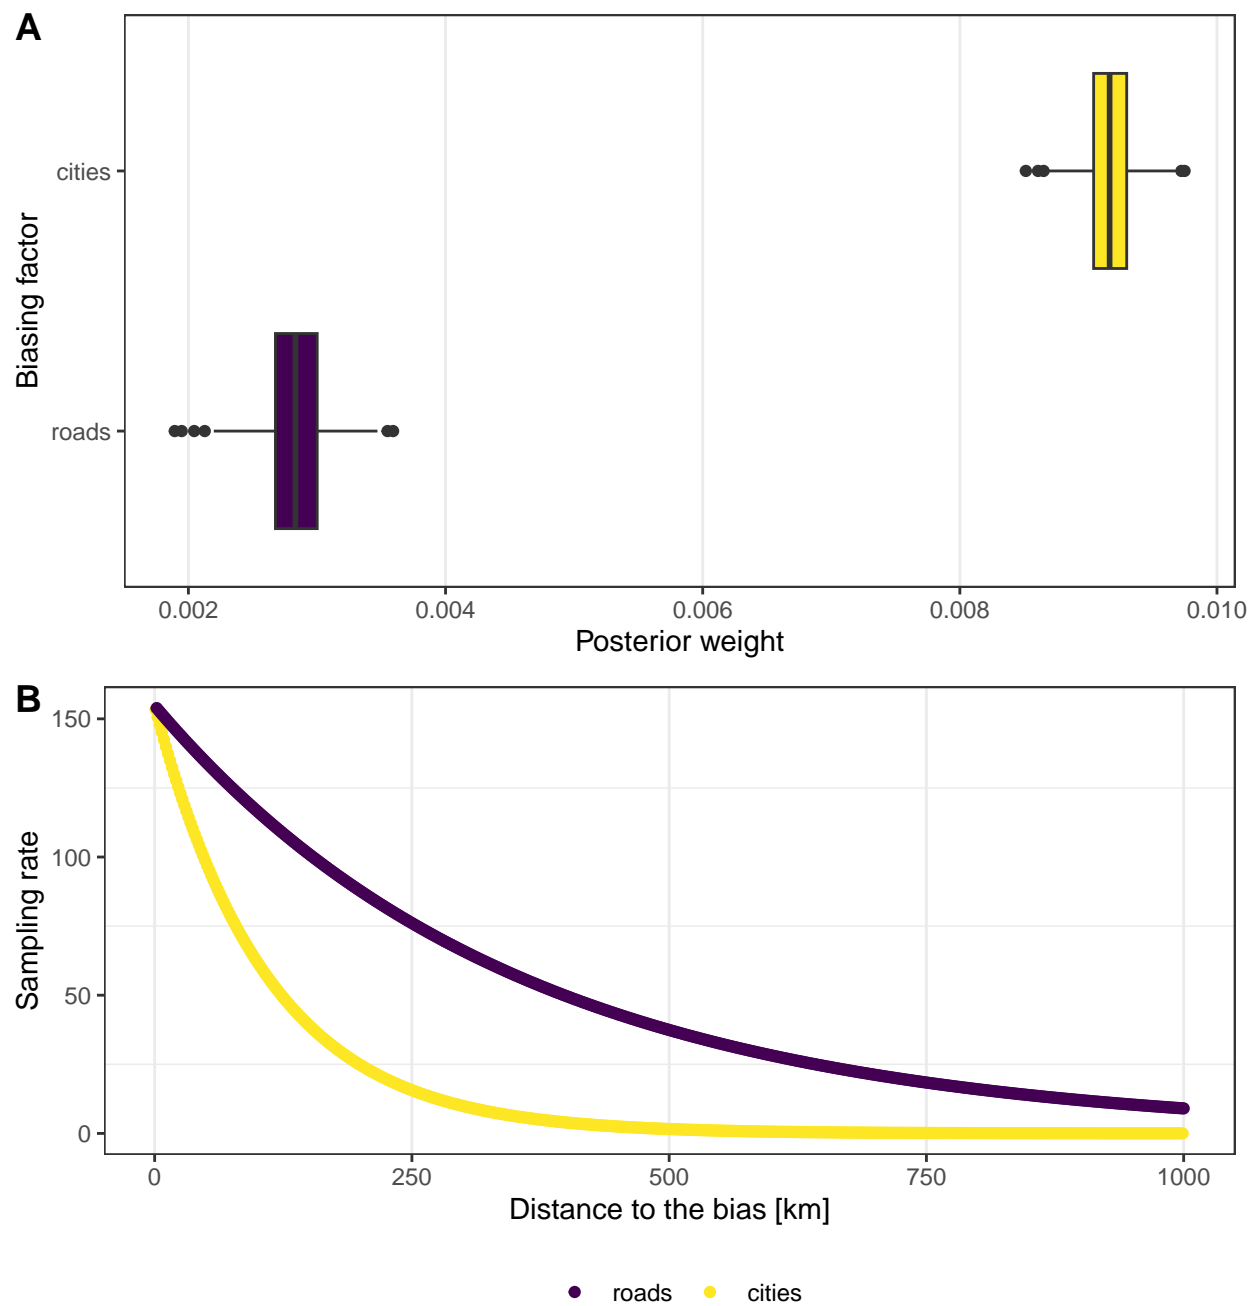 A
Biasing factor
cities
roads
0.002 0.004 0.006 0.008 0.010
Posterior weight
B
Sampling rate
150
100
50
0
0 250 500 750 1000
Distance to the bias [km]
roads cities